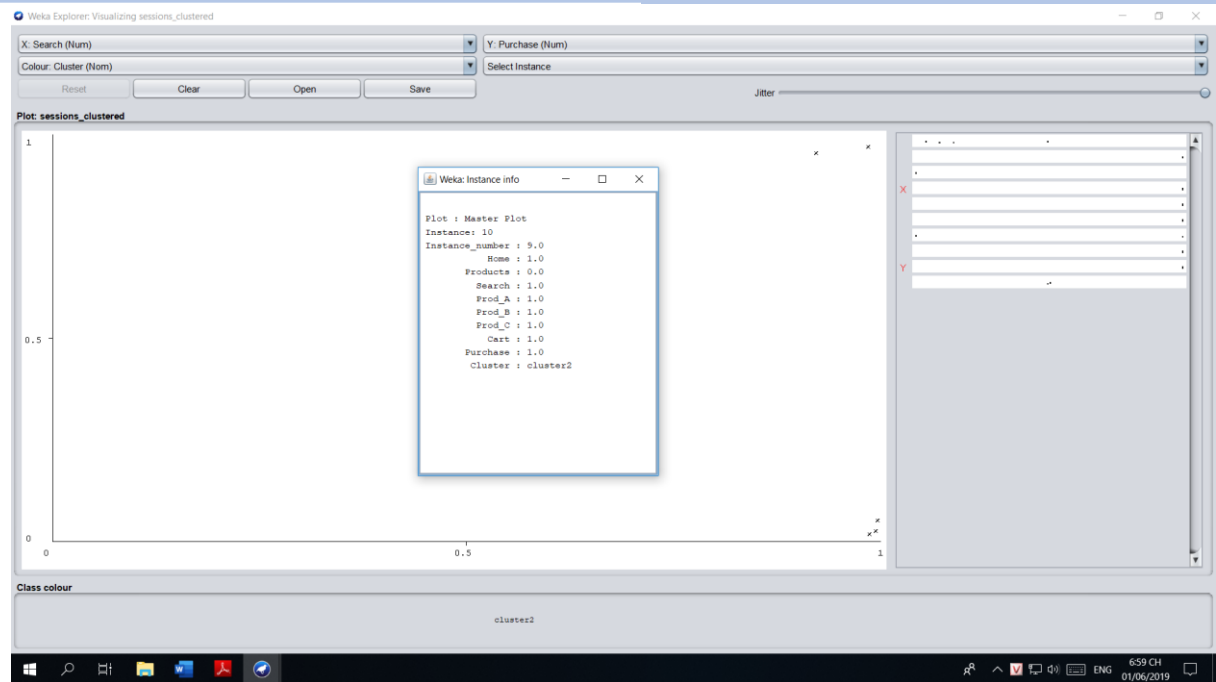 Weka Explorer: Visualizing sessions_clustered
X: Search (Num)
Y: Purchase (Num)
Colour: Cluster (Nom)
Select Instance
Reset
Clear
Open
Save
Jitter
Plot: sessions_clustered
1
0.5
0
0
0.5
1
X
Y
Weka: Instance info
Plot : Master Plot
Instance: 10
Instance_number : 9.0
Home : 1.0
Products : 0.0
Search : 1.0
Prod_A : 1.0
Prod_B : 1.0
Prod_C : 1.0
Cart : 1.0
Purchase : 1.0
Cluster : cluster2
Class colour
cluster2
ENG
6:59 CH
01/06/2019